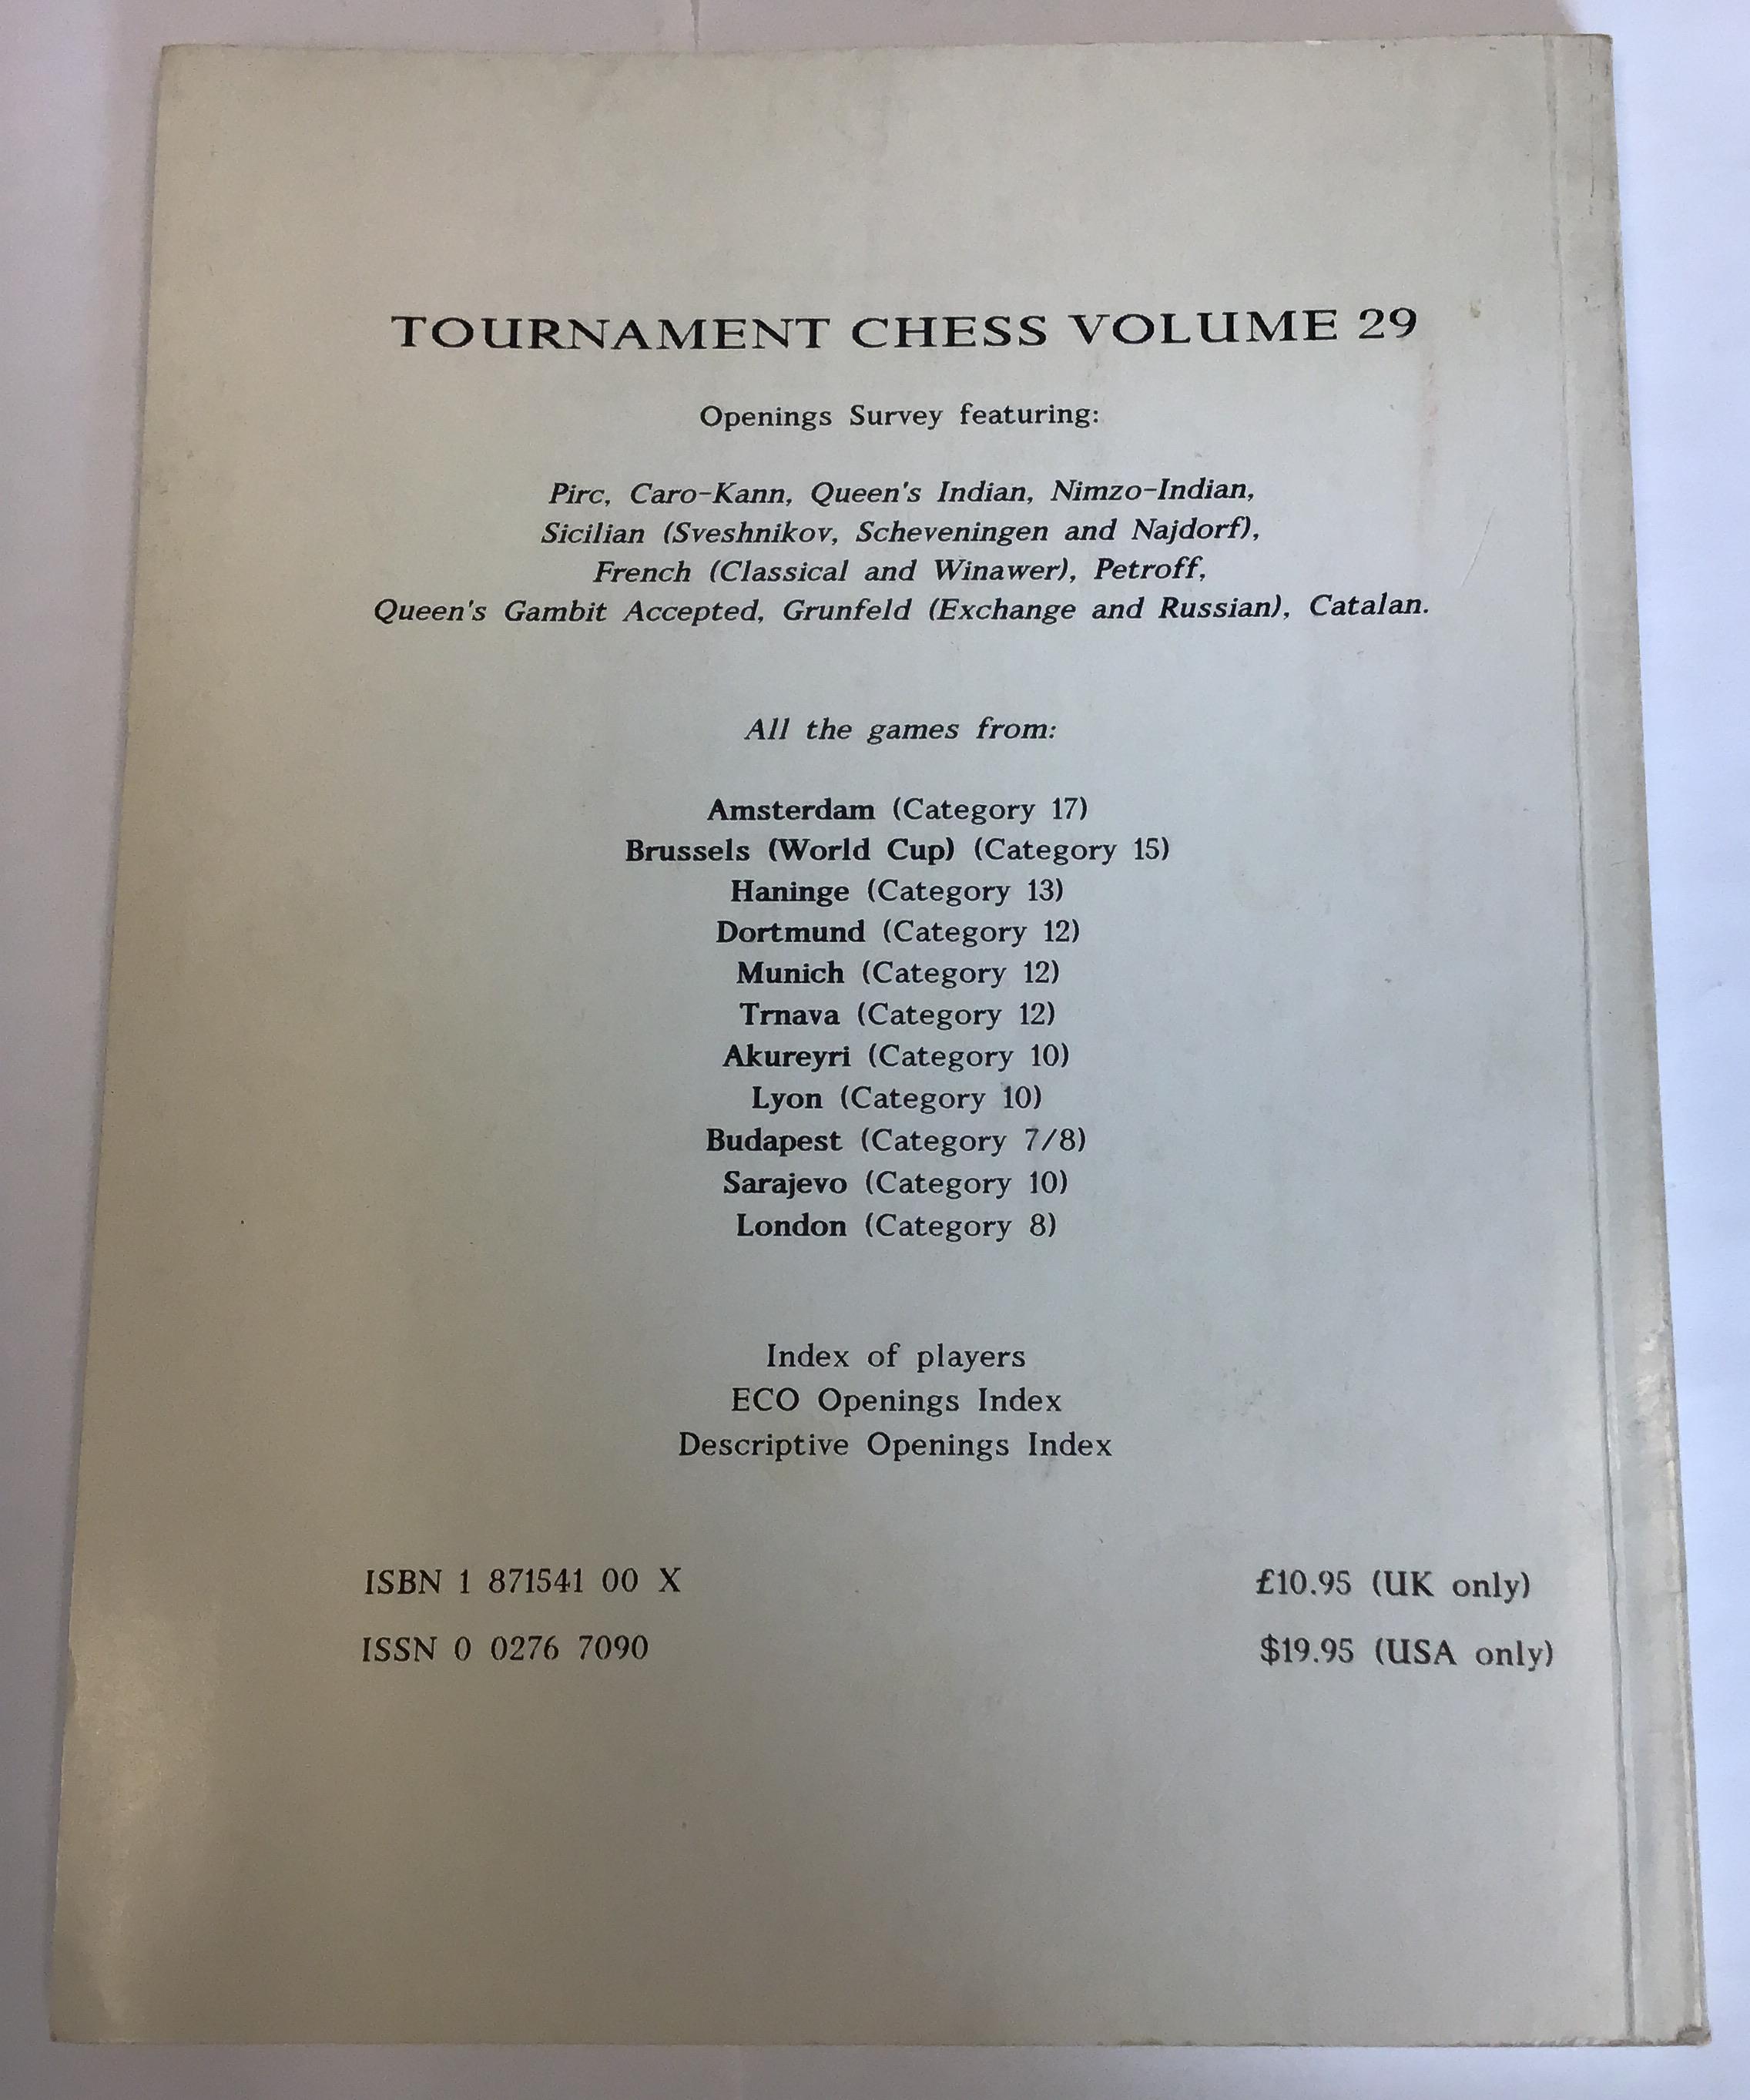 TOURNAMENT CHESS VOLUME 29
Openings Survey featuring:
Pirc, Caro-Kann, Queen's Indian, Nimzo-Indian,
Sicilian (Sveshnikov, Scheveningen and Najdorf),
French (Classical and Winawer), Petroff,
Queen's Gambit Accepted, Grunfeld (Exchange and Russian), Catalan.
All the games from:
Amsterdam (Category 17)
Brussels (World Cup) (Category 15)
Haninge (Category 13)
Dortmund (Category 12)
Munich (Category 12)
Trnava (Category 12)
Akureyri (Category 10)
Lyon (Category 10)
Budapest (Category 7/8)
Sarajevo (Category 10)
London (Category 8)
Index of players
ECO Openings Index
Descriptive Openings Index
ISBN 1 871541 00 X
£10.95 (UK only)
ISSN 0 0276 7090
$19.95 (USA only)